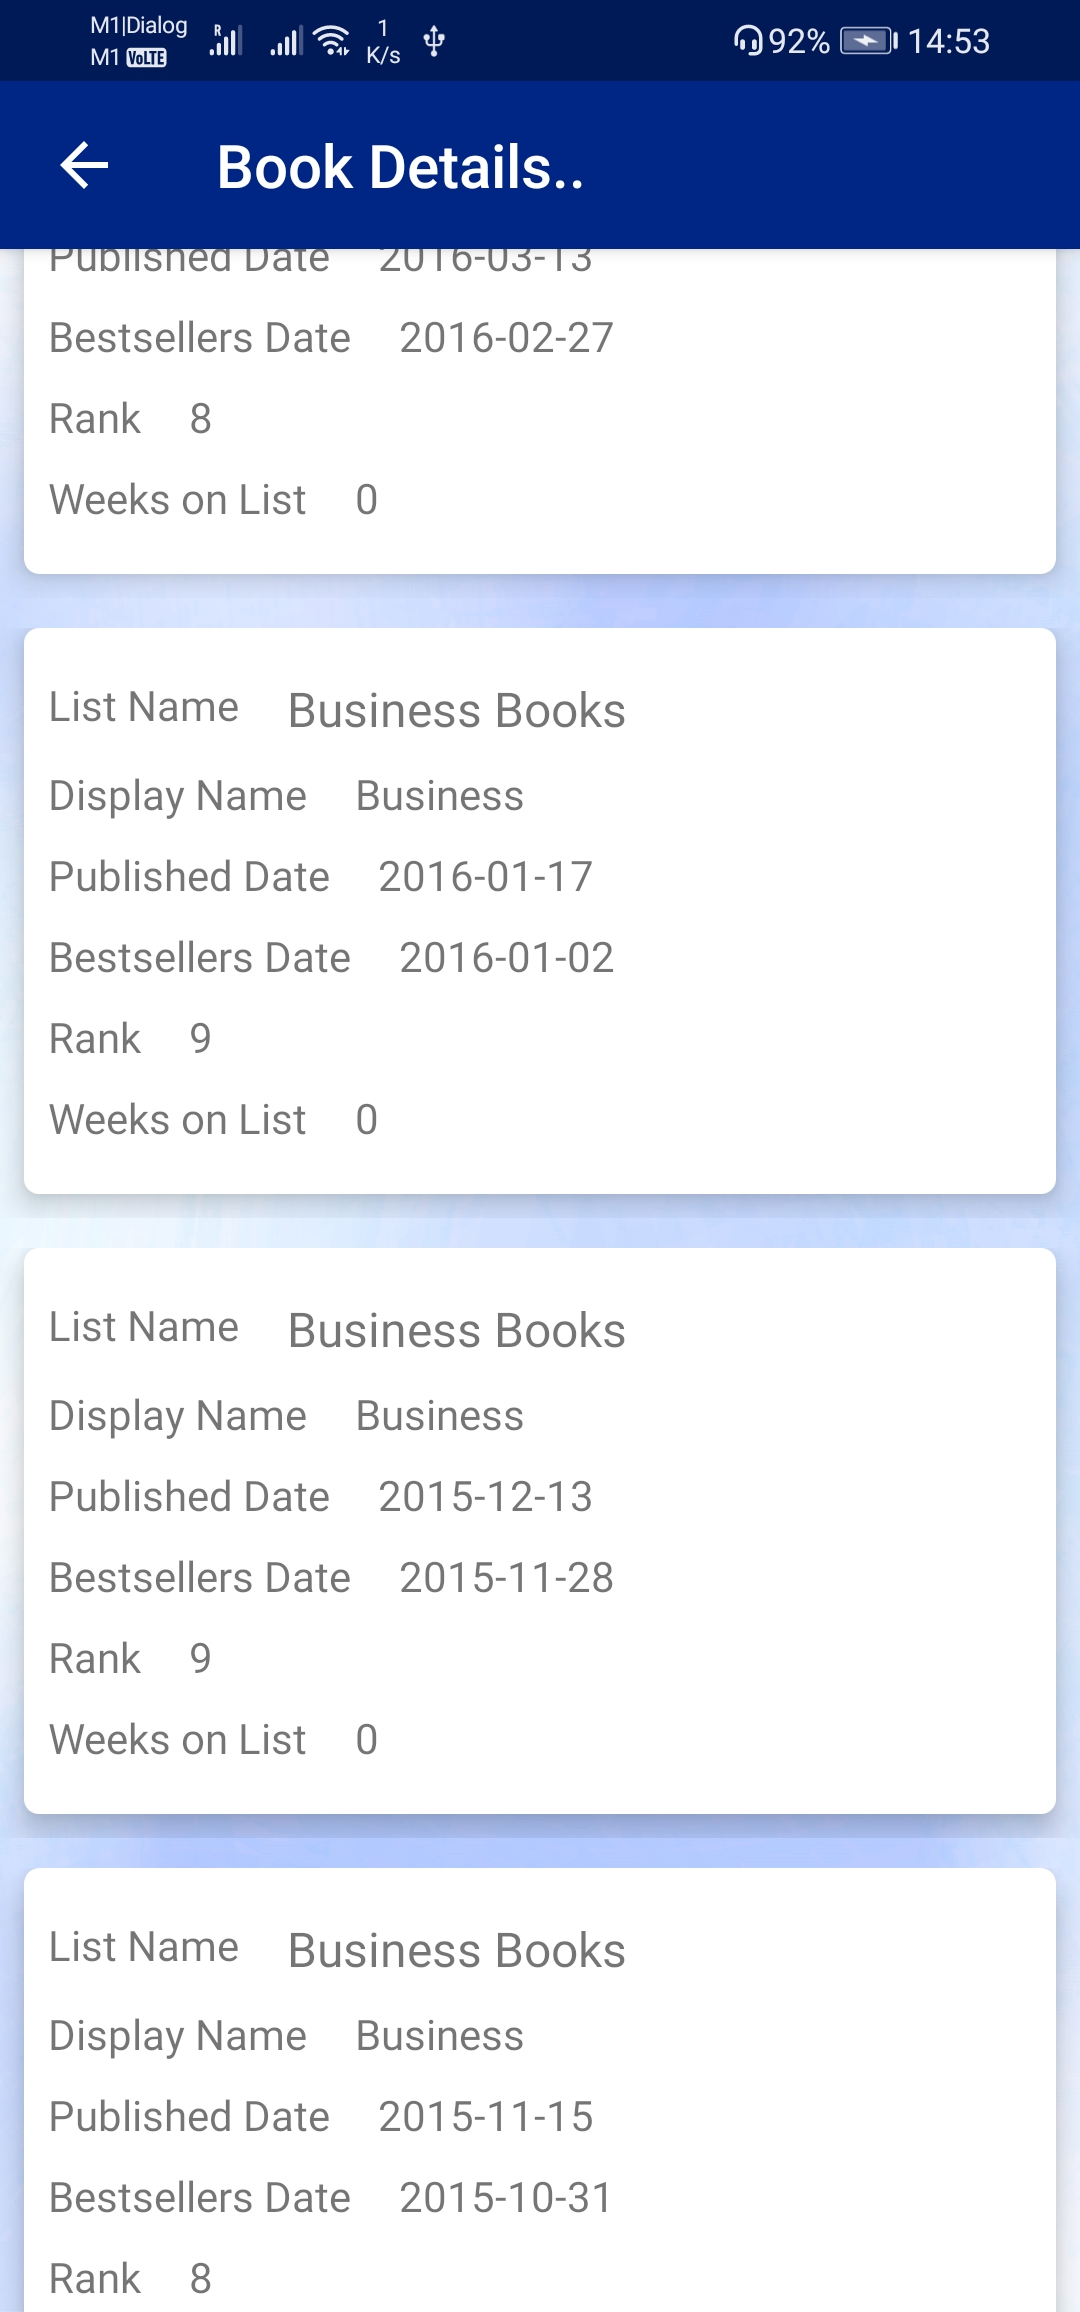 M1|Dialog
M1 VoLTE
R
1
K/s
92%
14:53
Book Details..
Published Date 2016-03-13
Bestsellers Date 2016-02-27
Rank 8
Weeks on List 0
List Name Business Books
Display Name Business
Published Date 2016-01-17
Bestsellers Date 2016-01-02
Rank 9
Weeks on List 0
List Name Business Books
Display Name Business
Published Date 2015-12-13
Bestsellers Date 2015-11-28
Rank 9
Weeks on List 0
List Name Business Books
Display Name Business
Published Date 2015-11-15
Bestsellers Date 2015-10-31
Rank 8